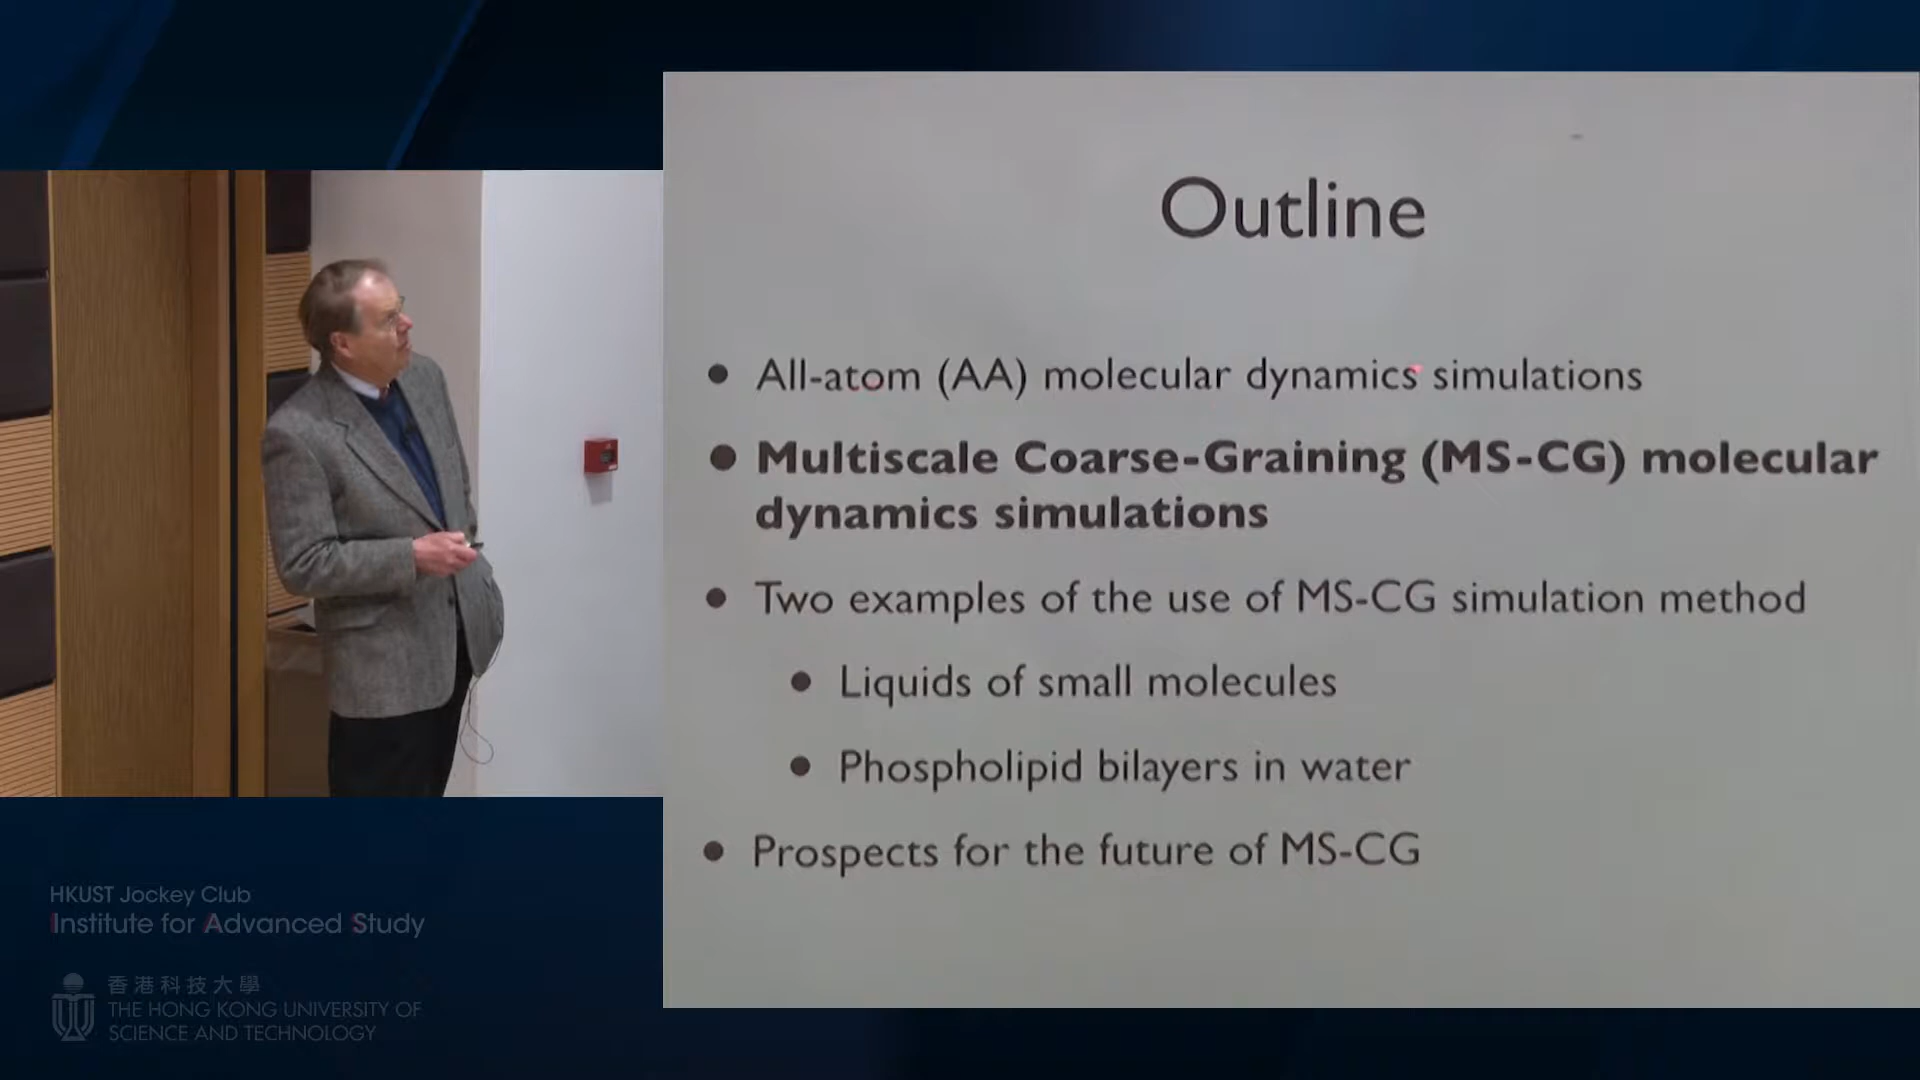 Outline
• All-atom (AA) molecular dynamics simulations
• Multiscale Coarse-Graining (MS-CG) molecular
dynamics simulations
• Two examples of the use of MS-CG simulation method
• Liquids of small molecules
• Phospholipid bilayers in water
• Prospects for the future of MS-CG
HKUST Jockey Club
Institute for Advanced Study
香港科技大學
THE HONG KONG UNIVERSITY OF
SCIENCE AND TECHNOLOGY